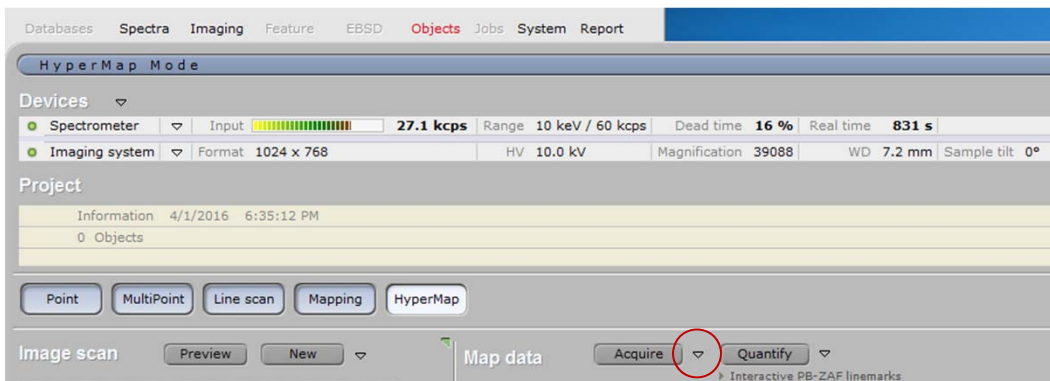 Databases Spectra Imaging Feature EBSD Objects Jobs System Report
HyperMap Mode
Devices
Spectrometer Input 27.1 kcps Range 10 keV / 60 kcps Dead time 16 % Real time 831 s
Imaging system Format 1024 x 768 HV 10.0 kV Magnification 39088 WD 7.2 mm Sample tilt 0°
Project
Information 4/1/2016 6:35:12 PM
0 Objects
Point MultiPoint Line scan Mapping HyperMap
Image scan Preview New Map data Acquire Quantify
Interactive PB-ZAF linemarks